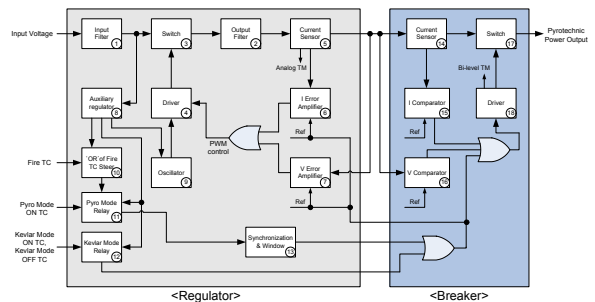 Input Voltage
Input
Filter
1
Switch
3
Output
Filter
2
Current
Sensor
5
Current
Sensor
14
Switch
17
Pyrotechnic
Power Output
Analog TM
Bi-level TM
Auxiliary
regulator
8
Driver
4
I Error
Amplifier
6
I Comparator
15
Driver
18
PWM
control
Ref
Ref
Fire TC
'OR' of Fire
TC Steer
10
Oscillator
9
V Error
Amplifier
7
V Comparator
16
Ref
Ref
Pyro Mode
ON TC
Pyro Mode
Relay
11
Kevlar Mode
ON TC,
Kevlar Mode
OFF TC
Kevlar Mode
Relay
12
Synchronization
& Window
13
<Regulator>
<Breaker>